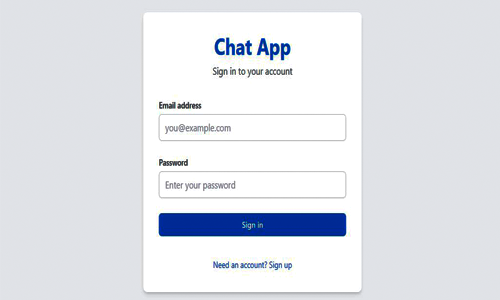 Chat App
Sign in to your account
Email address
you@example.com
Password
Enter your password
Sign in
Need an account? Sign up